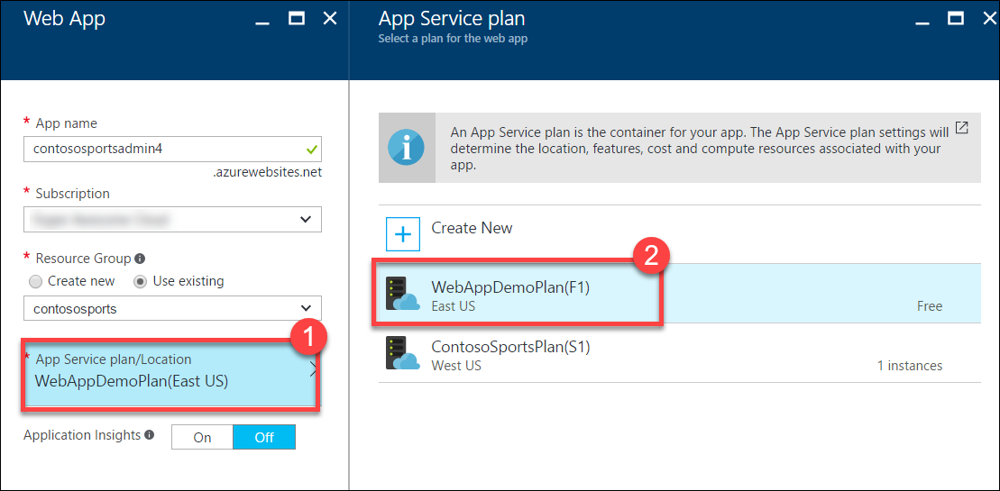 Web App
* App name
contososportsadmin4
.azurewebsites.net
* Subscription
* Resource Group
Create new Use existing
contososports
1
* App Service plan/Location
WebAppDemoPlan(East US)
Application Insights On Off
App Service plan
Select a plan for the web app
An App Service plan is the container for your app. The App Service plan settings will
determine the location, features, cost and compute resources associated with your
app.
Create New
2
WebAppDemoPlan(F1)
East US Free
ContosoSportsPlan(S1)
West US 1 instances